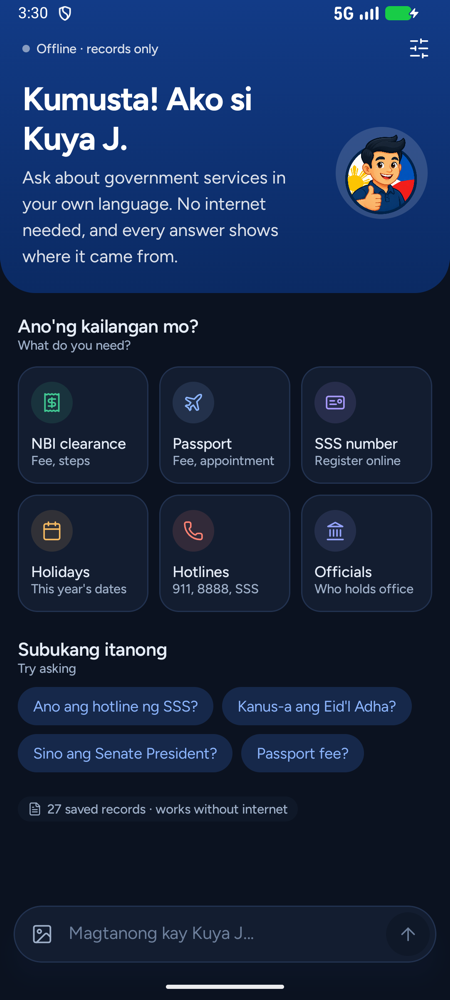 3:30
5G
Offline · records only
Kumusta! Ako si
Kuya J.
Ask about government services in
your own language. No internet
needed, and every answer shows
where it came from.
Ano'ng kailangan mo?
What do you need?
NBI clearance
Fee, steps
Passport
Fee, appointment
SSS number
Register online
Holidays
This year's dates
Hotlines
911, 8888, SSS
Officials
Who holds office
Subukang itanong
Try asking
Ano ang hotline ng SSS?
Kanus-a ang Eid'l Adha?
Sino ang Senate President?
Passport fee?
27 saved records · works without internet
Magtanong kay Kuya J...